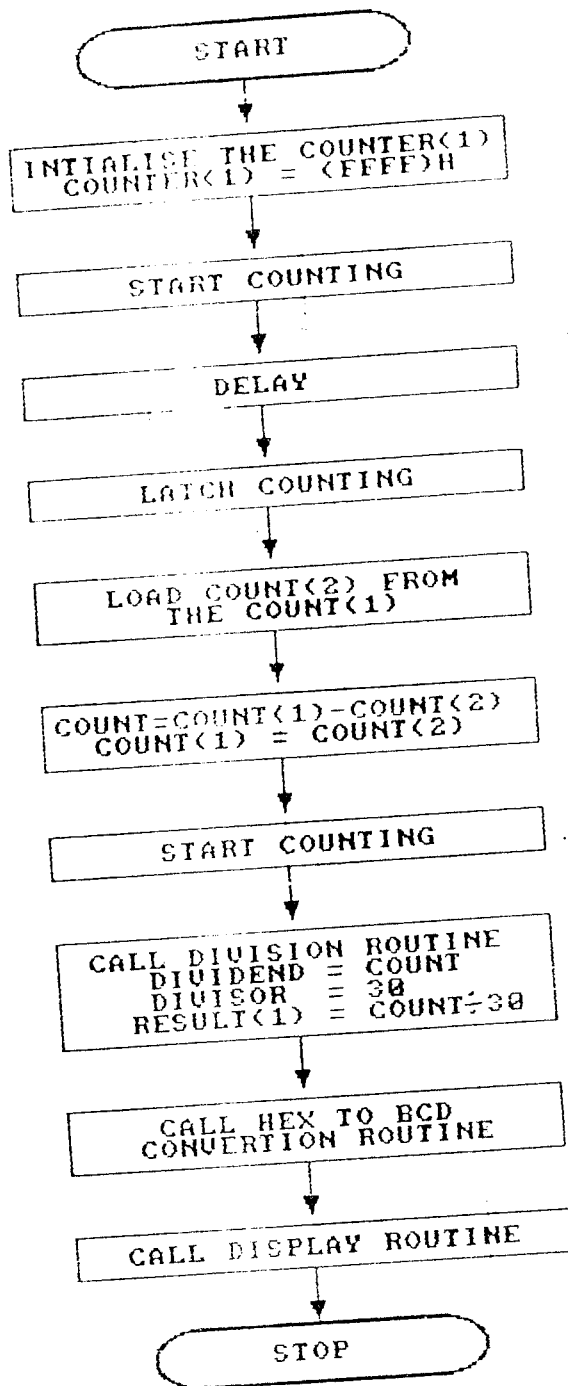 START
INTIALISE THE COUNTER(1)
COUNTER(1) = (FFFF)H
START COUNTING
DELAY
LATCH COUNTING
LOAD COUNT(2) FROM
THE COUNT(1)
COUNT=COUNT(1)-COUNT(2)
COUNT(1) = COUNT(2)
START COUNTING
CALL DIVISION ROUTINE
DIVIDEND = COUNT
DIVISOR = 30
RESULT(1) = COUNT÷30
CALL HEX TO BCD
CONVERTION ROUTINE
CALL DISPLAY ROUTINE
STOP